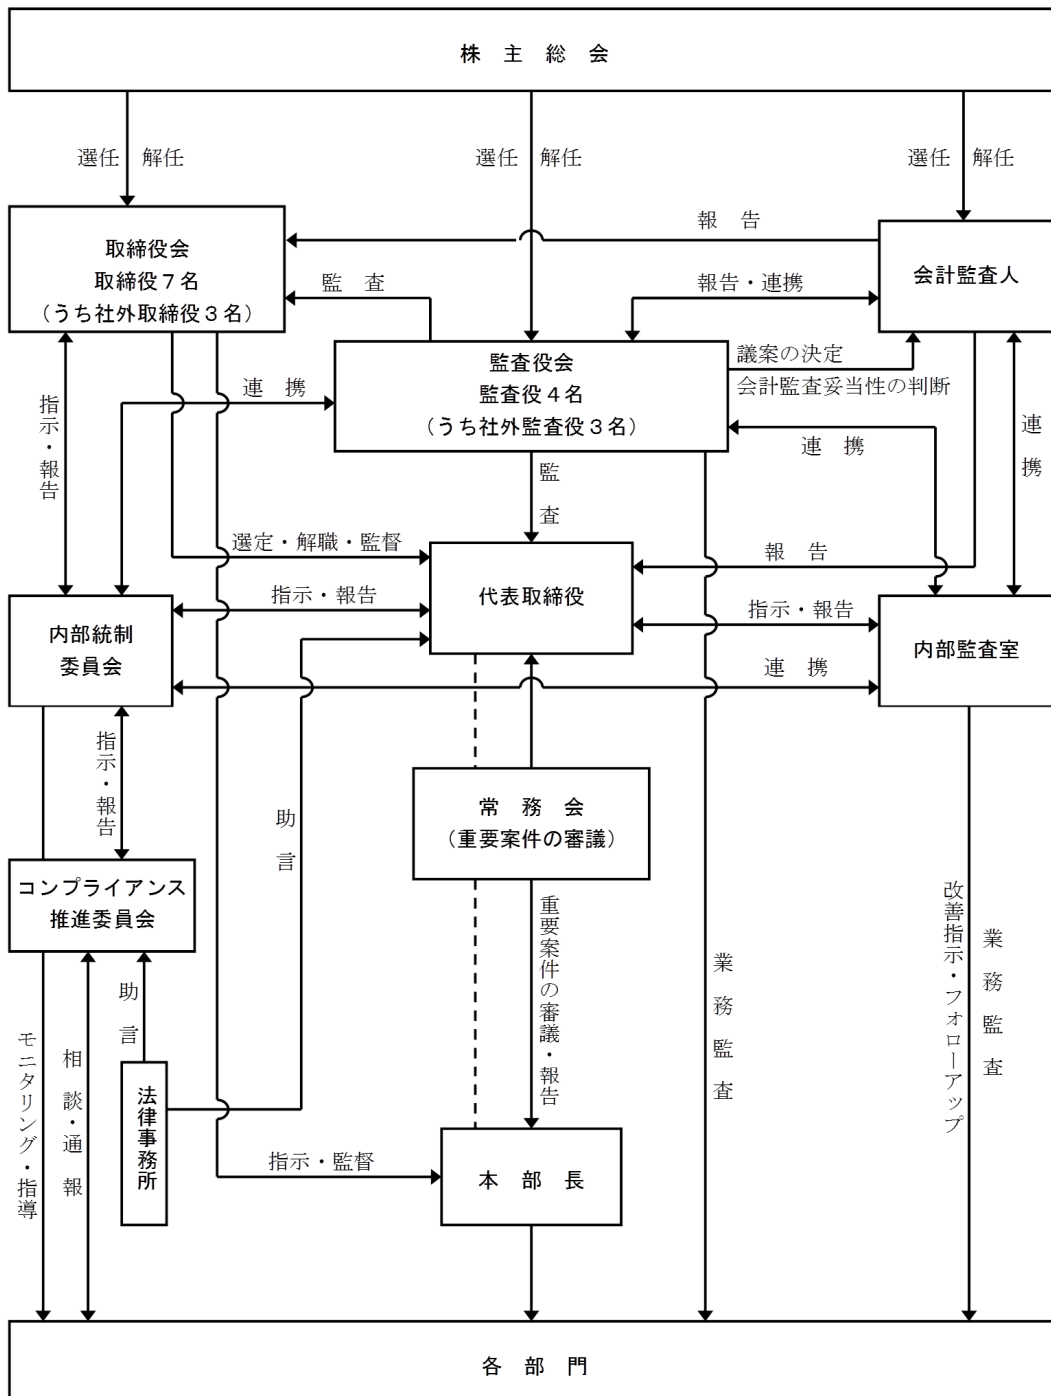 株 主 総 会
選任 解任
選任 解任
選任 解任
取締役会
取締役７名
（うち社外取締役３名）
報 告
会計監査人
監 査
報告・連携
監査役会
監査役４名
（うち社外監査役３名）
議案の決定
会計監査妥当性の判断
連 携
指示・報告
連 携
連 携
監 査
選定・解職・監督
報 告
代表取締役
指示・報告
指示・報告
内部統制
委員会
内部監査室
連 携
指示・報告
常 務 会
（重要案件の審議）
助 言
コンプライアンス
推進委員会
重要案件の審議・報告
業 務 監 査
改善指示・フォローアップ
業 務 監 査
助 言
モニタリング・指導
相 談・通 報
法律事務所
指示・監督
本 部 長
各 部 門